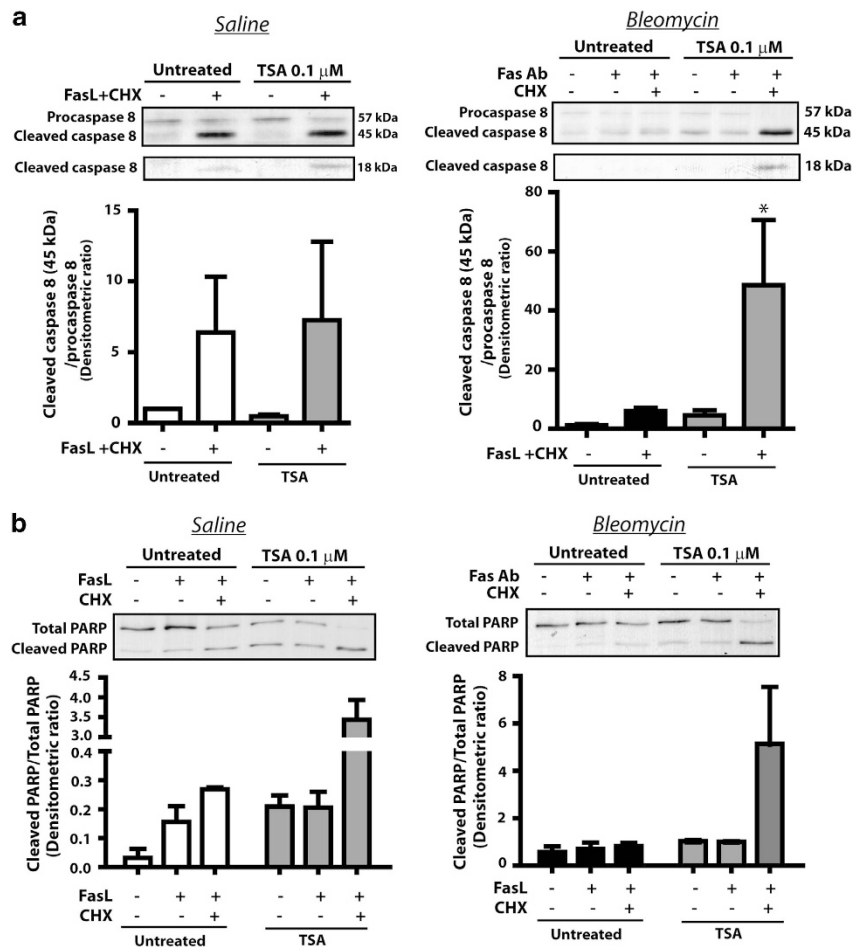 a
Saline
Untreated TSA 0.1 μM
FasL+CHX - + - +
Procaspase 8 57 kDa
Cleaved caspase 8 45 kDa
Cleaved caspase 8 18 kDa
Cleaved caspase 8 (45 kDa)
/procaspase 8
(Densitometric ratio)
15
10
5
0
FasL +CHX - + - +
Untreated TSA
Bleomycin
Untreated TSA 0.1 μM
Fas Ab - + + - + +
CHX + +
Procaspase 8 57 kDa
Cleaved caspase 8 45 kDa
Cleaved caspase 8 18 kDa
Cleaved caspase 8 (45 kDa)
/procaspase 8
(Densitometric ratio)
80
60
40
20
0
*
FasL +CHX - + - +
Untreated TSA
b
Saline
Untreated TSA 0.1 μM
FasL - + + - + +
CHX + +
Total PARP
Cleaved PARP
Cleaved PARP/Total PARP
(Densitometric ratio)
4.5
4.0
3.5
3.0
0.4
0.3
0.2
0.1
0.0
FasL - + + - + +
CHX + +
Untreated TSA
Bleomycin
Untreated TSA 0.1 μM
Fas Ab - + + - + +
CHX + +
Total PARP
Cleaved PARP
Cleaved PARP/Total PARP
(Densitometric ratio)
8
6
4
2
0
FasL - + + - + +
CHX + +
Untreated TSA